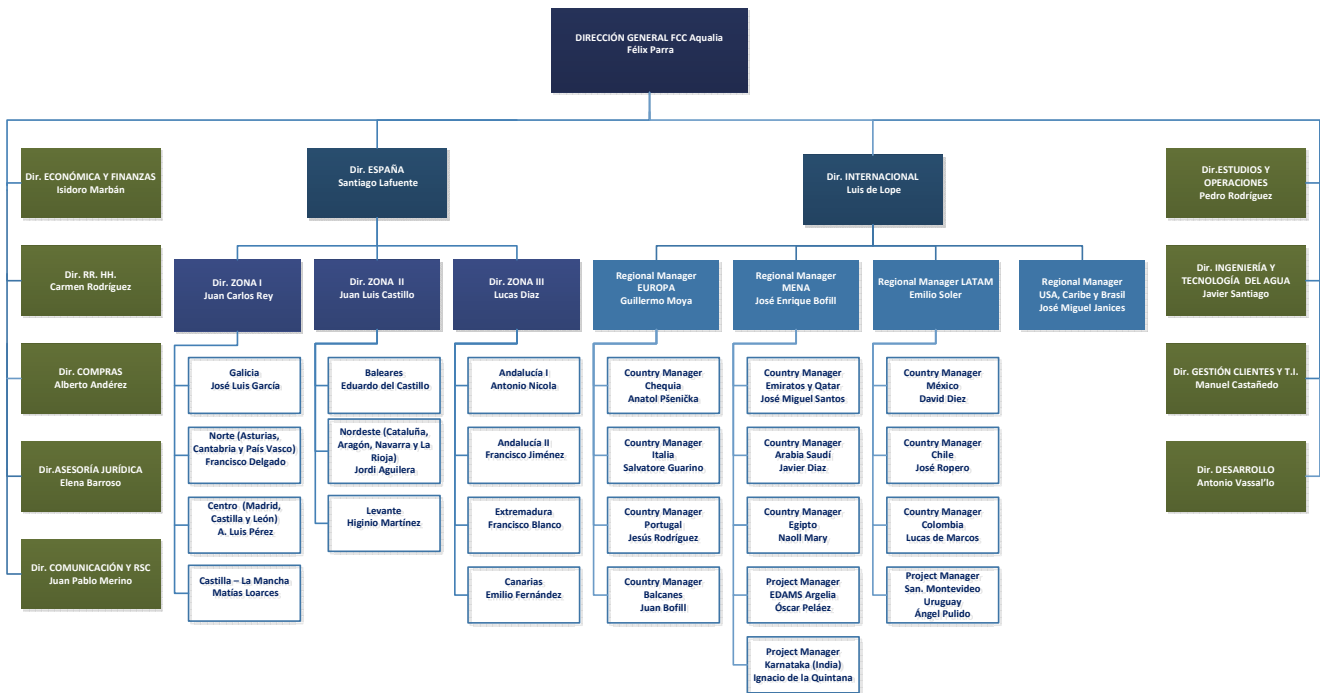 DIRECCIÓN GENERAL FCC Aqualia
Félix Parra
Dir. ECONÓMICA Y FINANZAS
Isidoro Marbán
Dir. RR. HH.
Carmen Rodríguez
Dir. COMPRAS
Alberto Andérez
Dir.ASESORÍA JURÍDICA
Elena Barroso
Dir. COMUNICACIÓN Y RSC
Juan Pablo Merino
Dir. ESPAÑA
Santiago Lafuente
Dir. ZONA I
Juan Carlos Rey
Galicia
José Luis García
Norte (Asturias,
Cantabria y País Vasco)
Francisco Delgado
Centro (Madrid,
Castilla y León)
A. Luis Pérez
Castilla – La Mancha
Matías Loarces
Dir. ZONA II
Juan Luis Castillo
Baleares
Eduardo del Castillo
Nordeste (Cataluña,
Aragón, Navarra y La
Rioja)
Jordi Aguilera
Levante
Higinio Martínez
Dir. ZONA III
Lucas Diaz
Andalucía I
Antonio Nicola
Andalucía II
Francisco Jiménez
Extremadura
Francisco Blanco
Canarias
Emilio Fernández
Dir. INTERNACIONAL
Luis de Lope
Regional Manager
EUROPA
Guillermo Moya
Country Manager
Chequia
Anatol Pšenička
Country Manager
Italia
Salvatore Guarino
Country Manager
Portugal
Jesús Rodríguez
Country Manager
Balcanes
Juan Bofill
Regional Manager
MENA
José Enrique Bofill
Country Manager
Emiratos y Qatar
José Miguel Santos
Country Manager
Arabia Saudí
Javier Diaz
Country Manager
Egipto
Naoll Mary
Project Manager
EDAMS Argelia
Óscar Peláez
Project Manager
Karnataka (India)
Ignacio de la Quintana
Regional Manager LATAM
Emilio Soler
Country Manager
México
David Diez
Country Manager
Chile
José Ropero
Country Manager
Colombia
Lucas de Marcos
Project Manager
San. Montevideo
Uruguay
Ángel Pulido
Regional Manager
USA, Caribe y Brasil
José Miguel Janices
Dir.ESTUDIOS Y
OPERACIONES
Pedro Rodríguez
Dir. INGENIERÍA Y
TECNOLOGÍA DEL AGUA
Javier Santiago
Dir. GESTIÓN CLIENTES Y T.I.
Manuel Castañedo
Dir. DESARROLLO
Antonio Vassal'lo